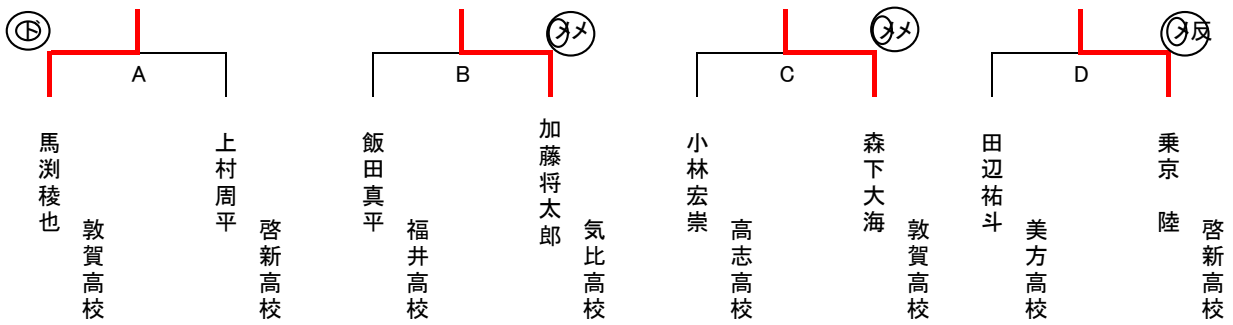 ド
メメ
メメ
メ反
A
B
C
D
馬渕稜也
敦賀高校
上村周平
啓新高校
飯田真平
福井高校
加藤将太郎
気比高校
小林宏崇
高志高校
森下大海
敦賀高校
田辺祐斗
美方高校
乗京 陸
啓新高校